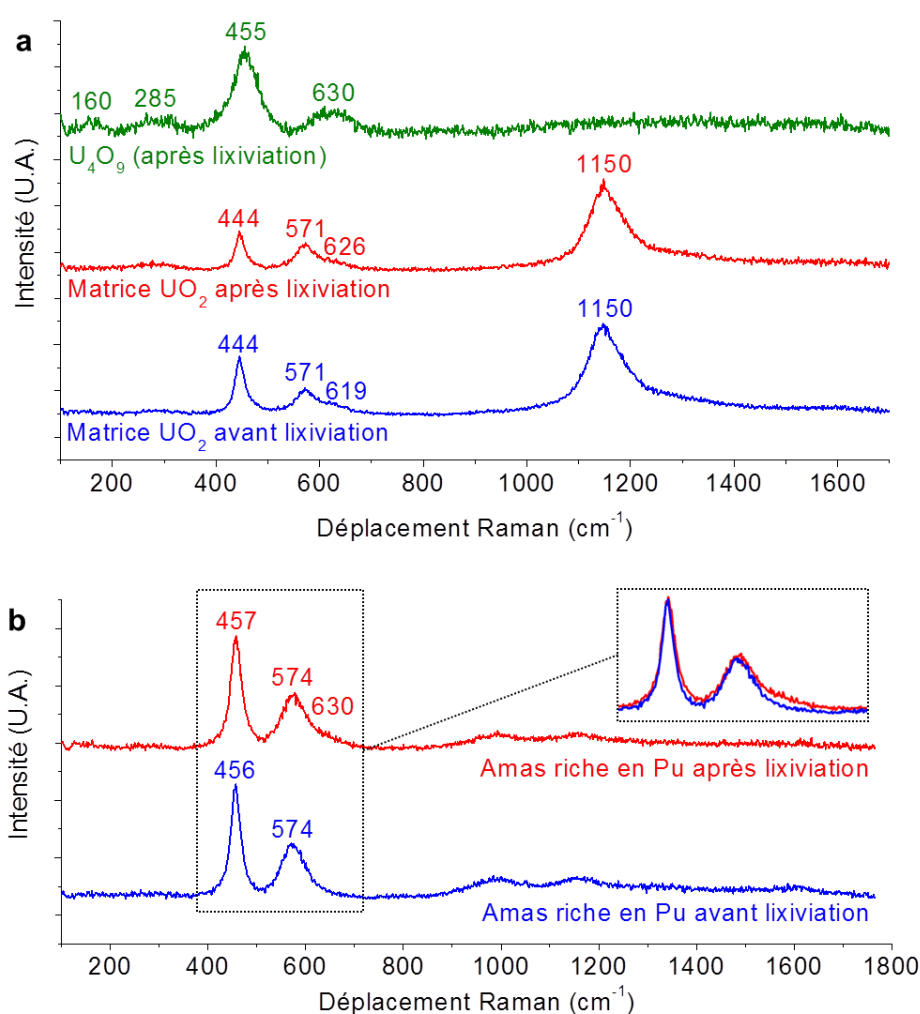 a
455
160 285 630
U₄O₉ (après lixiviation)
1150
444 571
626
Matrice UO₂ après lixiviation
1150
444
571
619
Matrice UO₂ avant lixiviation
Intensité (U.A.)
200 400 600 800 1000 1200 1400 1600
Déplacement Raman (cm⁻¹)
b
457
574
630
Amas riche en Pu après lixiviation
456
574
Amas riche en Pu avant lixiviation
Intensité (U.A.)
200 400 600 800 1000 1200 1400 1600 1800
Déplacement Raman (cm⁻¹)